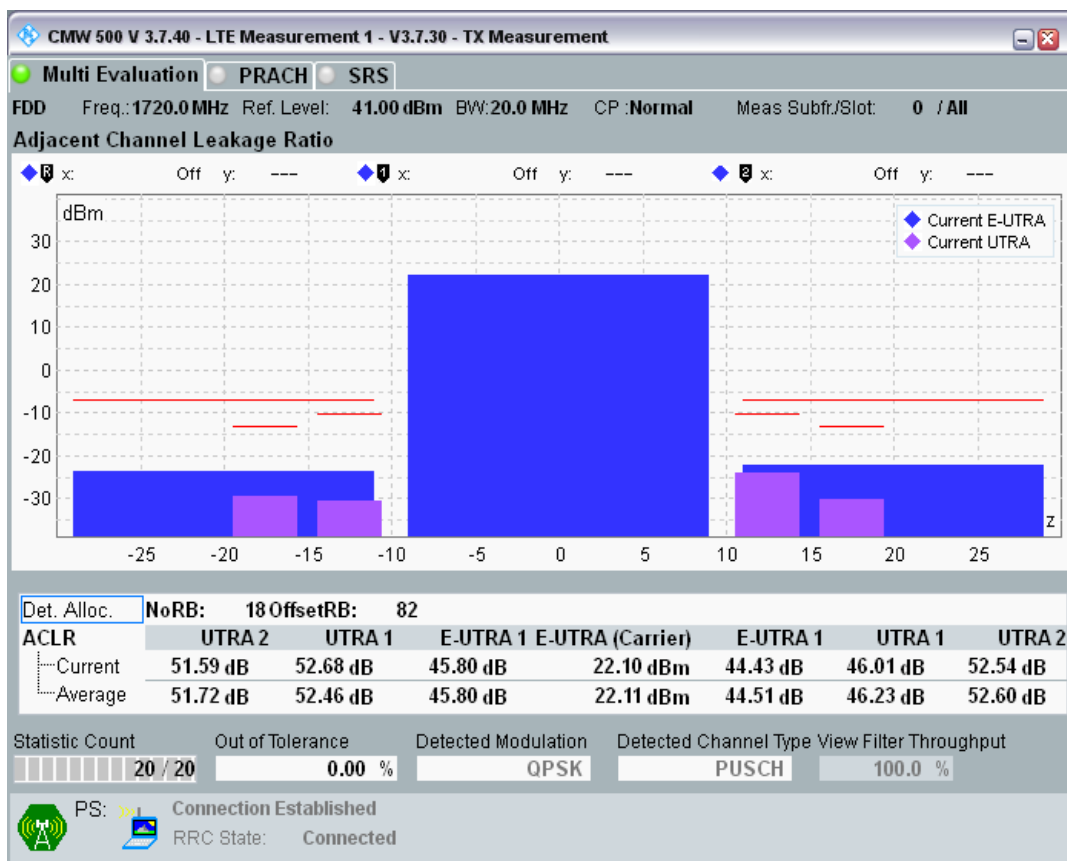 CMW 500 V 3.7.40 - LTE Measurement 1 - V3.7.30 - TX Measurement
Multi Evaluation PRACH SRS
FDD Freq.: 1720.0 MHz Ref. Level: 41.00 dBm BW: 20.0 MHz CP :Normal Meas Subfr./Slot: 0 / All
Adjacent Channel Leakage Ratio
R x: Off y: --- 1 x: Off y: --- 2 x: Off y: ---
dBm
Current E-UTRA
Current UTRA
30
20
10
0
-10
-20
-30
z
-25 -20 -15 -10 -5 0 5 10 15 20 25
Det. Alloc. NoRB: 18 OffsetRB: 82
ACLR UTRA 2 UTRA 1 E-UTRA 1 E-UTRA (Carrier) E-UTRA 1 UTRA 1 UTRA 2
Current 51.59 dB 52.68 dB 45.80 dB 22.10 dBm 44.43 dB 46.01 dB 52.54 dB
Average 51.72 dB 52.46 dB 45.80 dB 22.11 dBm 44.51 dB 46.23 dB 52.60 dB
Statistic Count Out of Tolerance Detected Modulation Detected Channel Type View Filter Throughput
20 / 20 0.00 % QPSK PUSCH 100.0 %
PS: Connection Established
RRC State: Connected